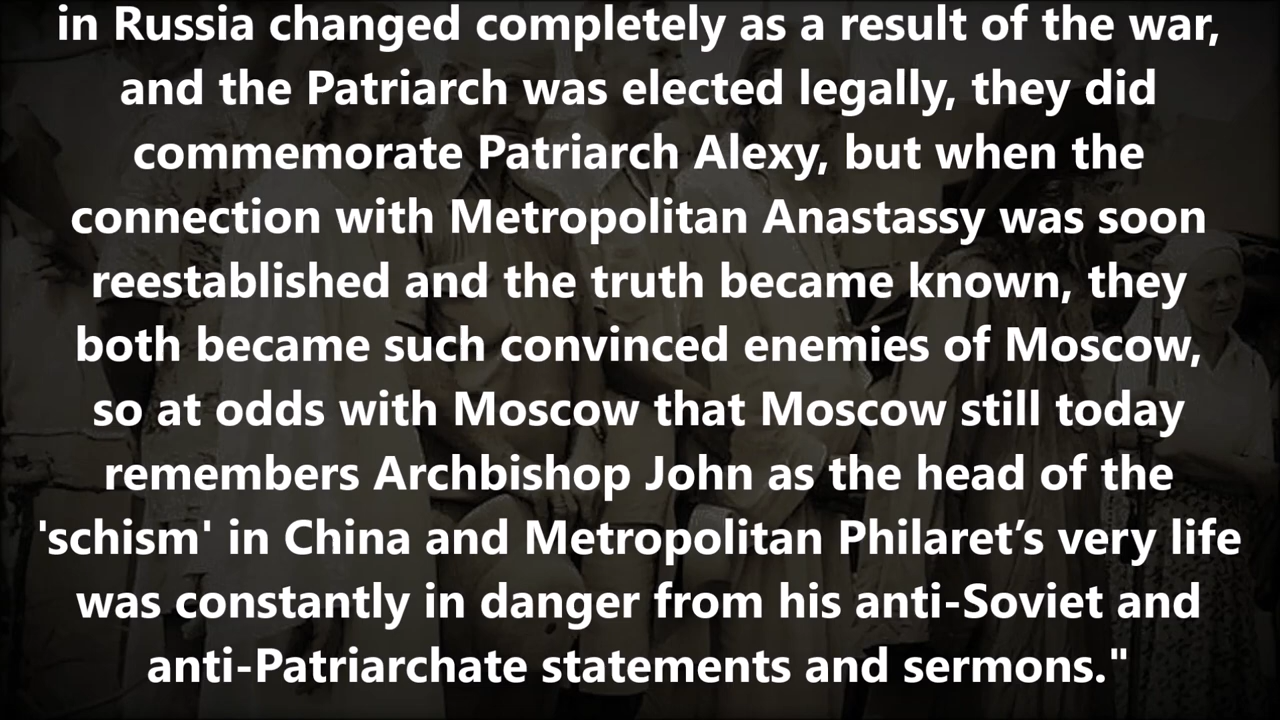 in Russia changed completely as a result of the war,
and the Patriarch was elected legally, they did
commemorate Patriarch Alexy, but when the
connection with Metropolitan Anastassy was soon
reestablished and the truth became known, they
both became such convinced enemies of Moscow,
so at odds with Moscow that Moscow still today
remembers Archbishop John as the head of the
'schism' in China and Metropolitan Philaret’s very life
was constantly in danger from his anti-Soviet and
anti-Patriarchate statements and sermons."